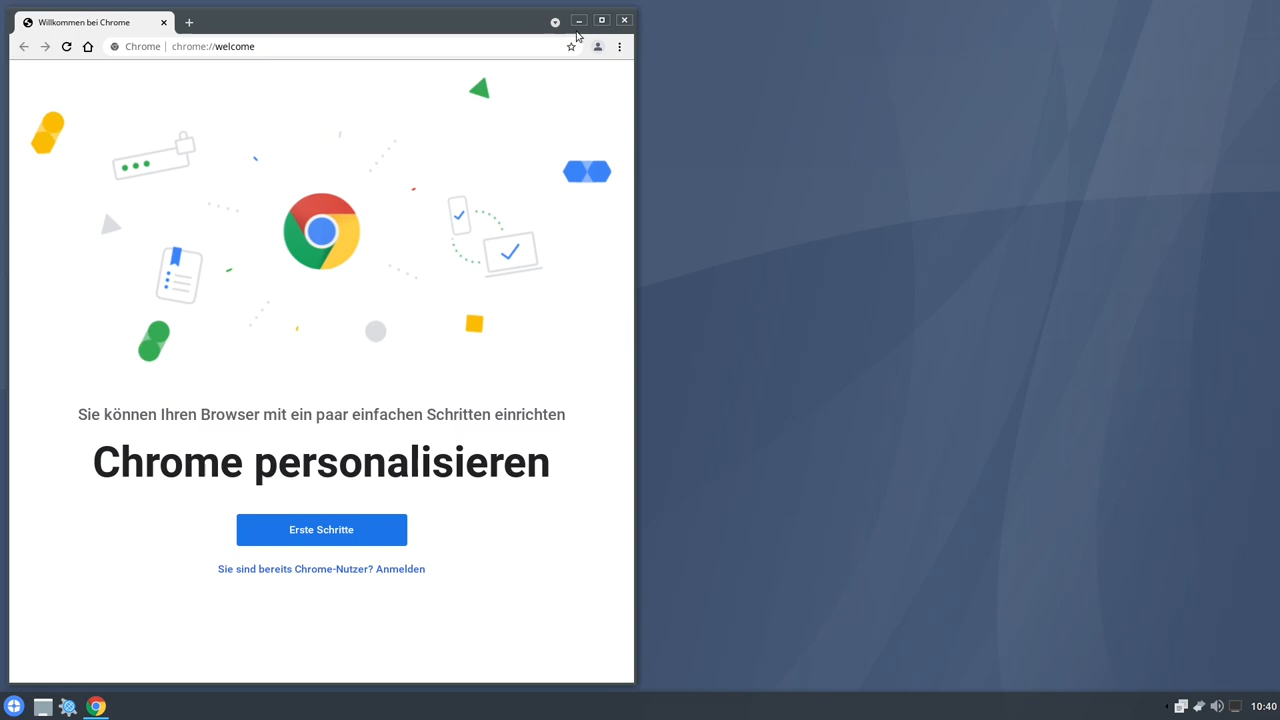 Willkommen bei Chrome
Chrome | chrome://welcome
Sie können Ihren Browser mit ein paar einfachen Schritten einrichten
Chrome personalisieren
Erste Schritte
Sie sind bereits Chrome-Nutzer? Anmelden
10:40